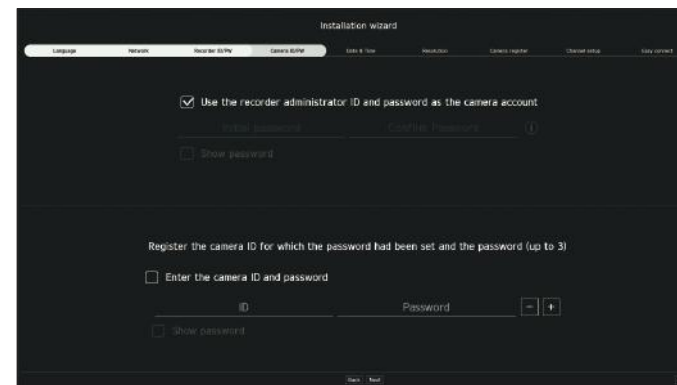 Installation wizard
Language Network Recorder ID/PW Camera ID/PW Date & Time Resolution Camera register Channel setup Easy connect
Use the recorder administrator ID and password as the camera account
Initial password Confirm Password
Show password
Register the camera ID for which the password had been set and the password (up to 3)
Enter the camera ID and password
ID Password − +
Show password
Back Next